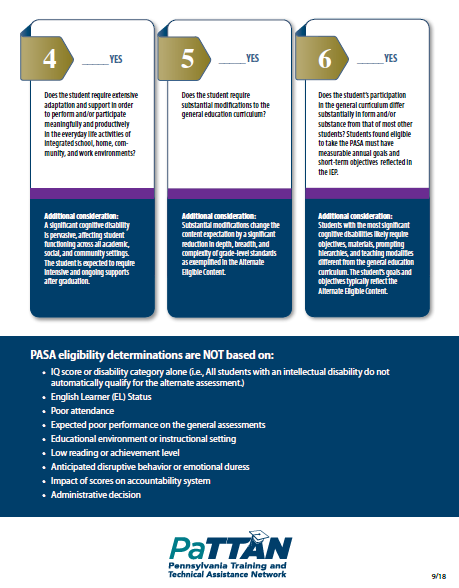 4
_____YES
Does the student require extensive
adaptation and support in order
to perform and/or participate
meaningfully and productively
in the everyday life activities of
integrated school, home, com-
munity, and work environments?
Additional consideration:
A significant cognitive disability
is pervasive, affecting student
functioning across all academic,
social, and community settings.
The student is expected to require
intensive and ongoing supports
after graduation.
5
_____YES
Does the student require
substantial modifications to the
general education curriculum?
Additional consideration:
Substantial modifications change the
content expectation by a significant
reduction in depth, breadth, and
complexity of grade-level standards
as exemplified in the Alternate
Eligible Content.
6
_____YES
Does the student's participation
in the general curriculum differ
substantially in form and/or
substance from that of most other
students? Students found eligible
to take the PASA must have
measurable annual goals and
short-term objectives reflected in
the IEP.
Additional consideration:
Students with the most significant
cognitive disabilities likely require
objectives, materials, prompting
hierarchies, and teaching modalities
different from the general education
curriculum. The student's goals and
objectives typically reflect the
Alternate Eligible Content.
PASA eligibility determinations are NOT based on:
• IQ score or disability category alone (i.e., All students with an intellectual disability do not
automatically qualify for the alternate assessment.)
• English Learner (EL) Status
• Poor attendance
• Expected poor performance on the general assessments
• Educational environment or instructional setting
• Low reading or achievement level
• Anticipated disruptive behavior or emotional duress
• Impact of scores on accountability system
• Administrative decision
PaTTAN
Pennsylvania Training and
Technical Assistance Network
9/18